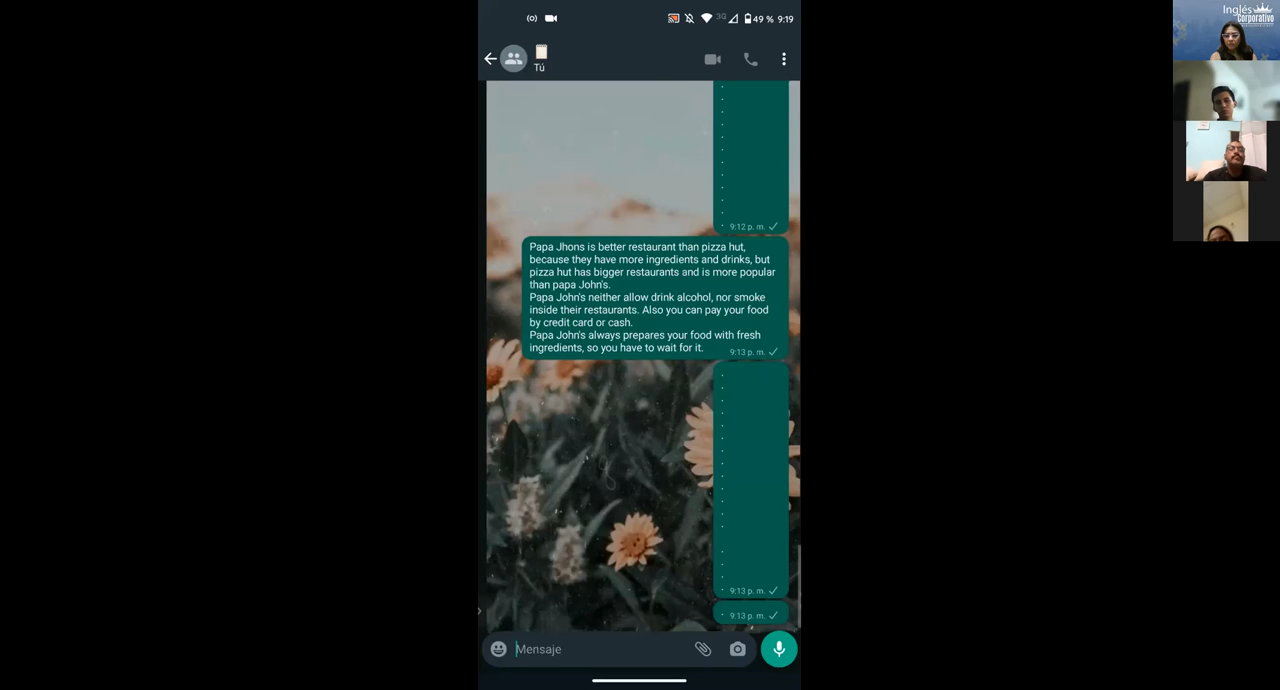 3G
49 % 9:19
Tú
9:12 p. m.
Papa Jhons is better restaurant than pizza hut,
because they have more ingredients and drinks, but
pizza hut has bigger restaurants and is more popular
than papa John's.
Papa John's neither allow drink alcohol, nor smoke
inside their restaurants. Also you can pay your food
by credit card or cash.
Papa John's always prepares your food with fresh
ingredients, so you have to wait for it.
9:13 p. m.
9:13 p. m.
9:13 p. m.
Mensaje
Inglés
Corporativo